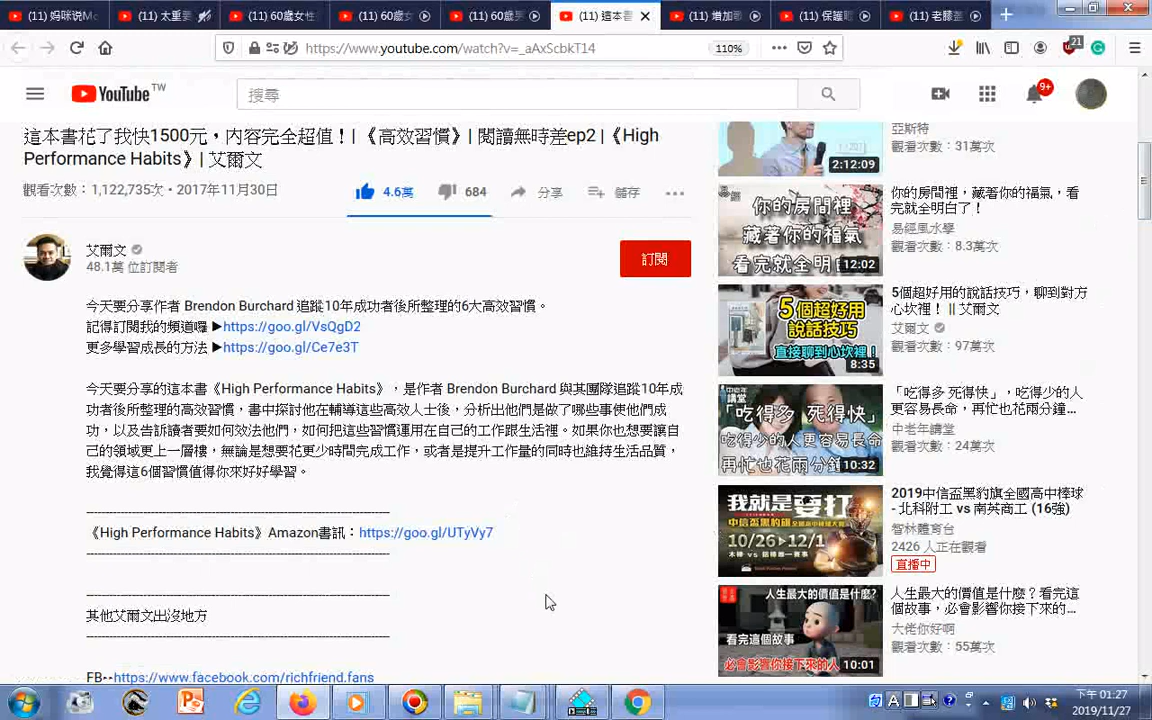 (11) 妈咪说Mo
(11) 太重要
(11) 60歲女性
(11) 60歲女
(11) 60歲男
(11) 這本書
(11) 增加
(11) 保護
(11) 老膝蓋
https://www.youtube.com/watch?v=_aAxScbkT14
110%
21
YouTube TW
搜尋
9+
這本書花了我快1500元,內容完全超值!|《高效習慣》| 閱讀無時差ep2 |《High
Performance Habits》| 艾爾文
觀看次數:1,122,735次・2017年11月30日
4.6萬
684
分享
儲存
艾爾文
48.1萬 位訂閱者
訂閱
今天要分享作者 Brendon Burchard 追蹤10年成功者後所整理的6大高效習慣。
記得訂閱我的頻道囉 ▶https://goo.gl/VsQgD2
更多學習成長的方法 ▶https://goo.gl/Ce7e3T
今天要分享的這本書《High Performance Habits》,是作者 Brendon Burchard 與其團隊追蹤10年成
功者後所整理的高效習慣,書中探討他在輔導這些高效人士後,分析出他們是做了哪些事使他們成
功,以及告訴讀者要如何效法他們,如何把這些習慣運用在自己的工作跟生活裡。如果你也想要讓自
己的領域更上一層樓,無論是想要花更少時間完成工作,或者是提升工作量的同時也維持生活品質,
我覺得這6個習慣值得你來好好學習。
《High Performance Habits》Amazon書訊:https://goo.gl/UTyVy7
其他艾爾文出沒地方
FB--https://www.facebook.com/richfriend.fans
2:12:09
亞斯特
觀看次數:31萬次
你的房間裡
藏著你的福氣
看完就全明
12:02
你的房間裡,藏著你的福氣,看
完就全明白了!
易經風水學
觀看次數:8.3萬次
5個超好用
說話技巧
直接聊到心坎裡!
8:35
5個超好用的說話技巧,聊到對方
心坎裡! || 艾爾文
艾爾文
觀看次數:97萬次
中老年講堂
「吃得多 死得快」
吃得少的人更容易長命
再忙也花兩分鐘
10:32
「吃得多 死得快」,吃得少的人
更容易長命,再忙也花兩分鐘...
中老年講堂
觀看次數:24萬次
我就是要打
中信盃黑豹旗全國高中棒球大賽
10/26▸12/1
2019中信盃黑豹旗全國高中棒球
- 北科附工 vs 南英商工 (16強)
智林體育台
2426 人正在觀看
直播中
人生最大的價值是什麼?
看完這個故事
必會影響你接下來的人
10:01
人生最大的價值是什麼?看完這
個故事,必會影響你接下來的...
大佬你好啊
觀看次數:55萬次
下午 01:27
2019/11/27